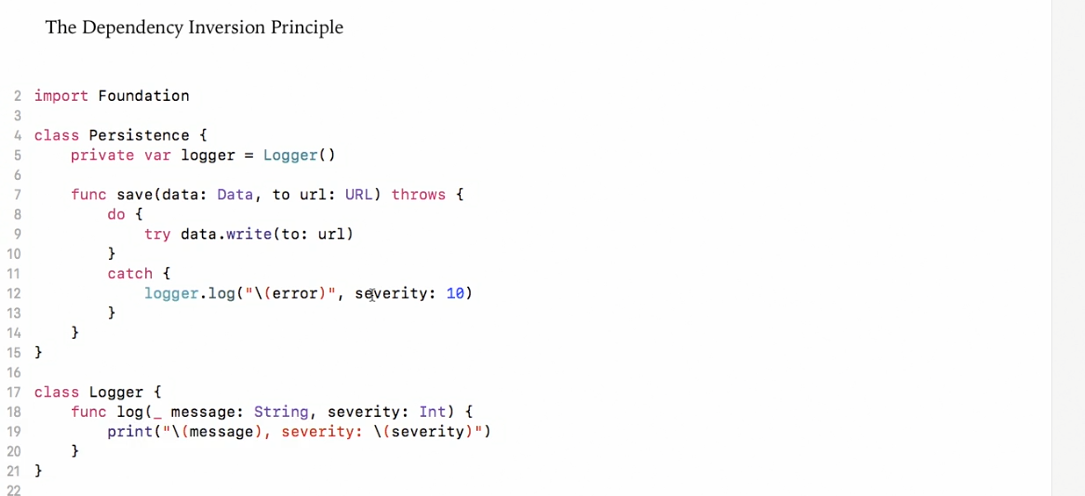 The Dependency Inversion Principle
2 import Foundation
3
4 class Persistence {
5     private var logger = Logger()
6
7     func save(data: Data, to url: URL) throws {
8         do {
9             try data.write(to: url)
10         }
11         catch {
12             logger.log("\(error)", severity: 10)
13         }
14     }
15 }
16
17 class Logger {
18     func log(_ message: String, severity: Int) {
19         print("\(message), severity: \(severity)")
20     }
21 }
22